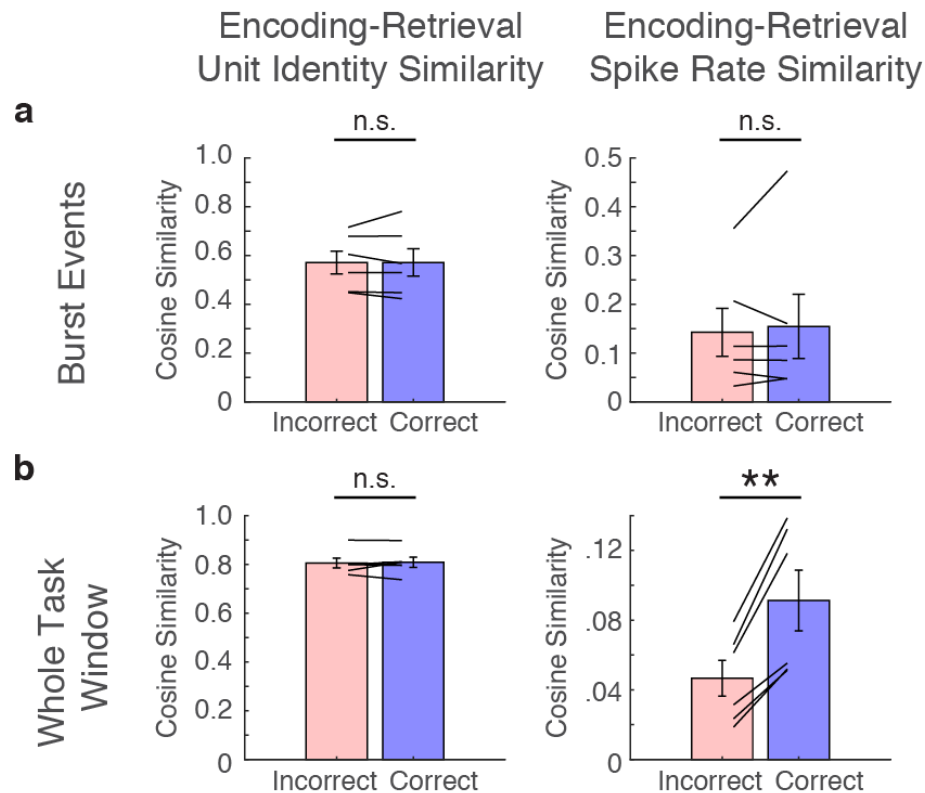 Encoding-Retrieval
Unit Identity Similarity
Encoding-Retrieval
Spike Rate Similarity
a
Burst Events
n.s.
Cosine Similarity
1.0
0.8
0.6
0.4
0.2
0
Incorrect Correct
n.s.
Cosine Similarity
0.5
0.4
0.3
0.2
0.1
0
Incorrect Correct
b
Whole Task
Window
n.s.
Cosine Similarity
1.0
0.8
0.6
0.4
0.2
0
Incorrect Correct
**
Cosine Similarity
.12
.08
.04
0
Incorrect Correct